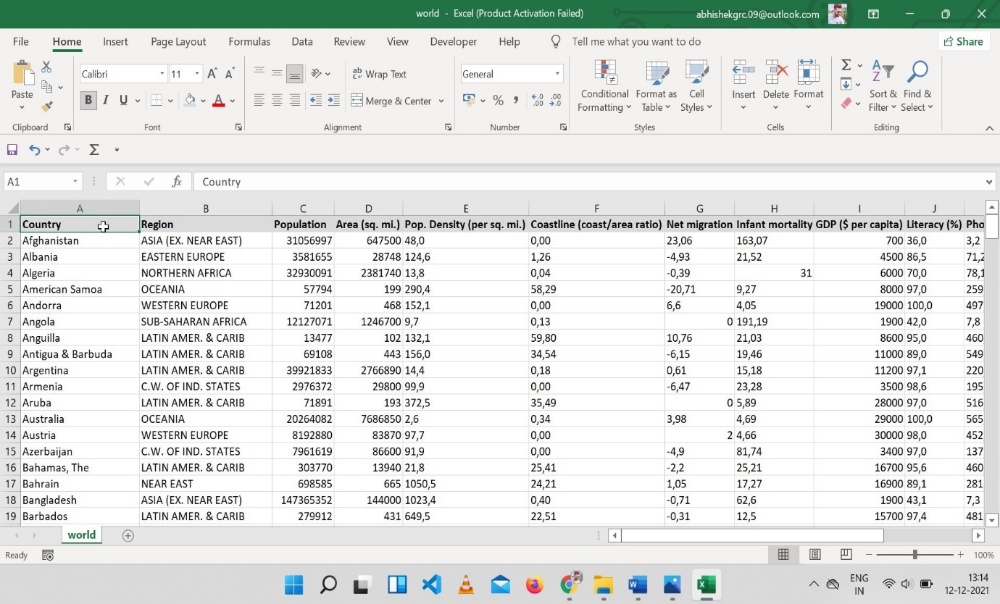 world - Excel (Product Activation Failed) abhishekgrc.09@outlook.com
File Home Insert Page Layout Formulas Data Review View Developer Help Tell me what you want to do Share
Calibri 11 ab Wrap Text General
Paste B I U Merge & Center % Conditional Formatting Format as Table Cell Styles Insert Delete Format Sort & Filter Find & Select
Clipboard Font Alignment Number Styles Cells Editing
A1 fx Country
A B C D E F G H I J
1 Country Region Population Area (sq. mi.) Pop. Density (per sq. mi.) Coastline (coast/area ratio) Net migration Infant mortality GDP ($ per capita) Literacy (%) Pho
2 Afghanistan ASIA (EX. NEAR EAST) 31056997 647500 48,0 0,00 23,06 163,07 700 36,0 3,2
3 Albania EASTERN EUROPE 3581655 28748 124,6 1,26 -4,93 21,52 4500 86,5 71,2
4 Algeria NORTHERN AFRICA 32930091 2381740 13,8 0,04 -0,39 31 6000 70,0 78,1
5 American Samoa OCEANIA 57794 199 290,4 58,29 -20,71 9,27 8000 97,0 259
6 Andorra WESTERN EUROPE 71201 468 152,1 0,00 6,6 4,05 19000 100,0 497
7 Angola SUB-SAHARAN AFRICA 12127071 1246700 9,7 0,13 0 191,19 1900 42,0 7,8
8 Anguilla LATIN AMER. & CARIB 13477 102 132,1 59,80 10,76 21,03 8600 95,0 460
9 Antigua & Barbuda LATIN AMER. & CARIB 69108 443 156,0 34,54 -6,15 19,46 11000 89,0 549
10 Argentina LATIN AMER. & CARIB 39921833 2766890 14,4 0,18 0,61 15,18 11200 97,1 220
11 Armenia C.W. OF IND. STATES 2976372 29800 99,9 0,00 -6,47 23,28 3500 98,6 195
12 Aruba LATIN AMER. & CARIB 71891 193 372,5 35,49 0 5,89 28000 97,0 516
13 Australia OCEANIA 20264082 7686850 2,6 0,34 3,98 4,69 29000 100,0 565
14 Austria WESTERN EUROPE 8192880 83870 97,7 0,00 2 4,66 30000 98,0 452
15 Azerbaijan C.W. OF IND. STATES 7961619 86600 91,9 0,00 -4,9 81,74 3400 97,0 137
16 Bahamas, The LATIN AMER. & CARIB 303770 13940 21,8 25,41 -2,2 25,21 16700 95,6 460
17 Bahrain NEAR EAST 698585 665 1050,5 24,21 1,05 17,27 16900 89,1 281
18 Bangladesh ASIA (EX. NEAR EAST) 147365352 144000 1023,4 0,40 -0,71 62,6 1900 43,1 7,3
19 Barbados LATIN AMER. & CARIB 279912 431 649,5 22,51 -0,31 12,5 15700 97,4 481
world
Ready 100%
ENG 13:14
IN 12-12-2021